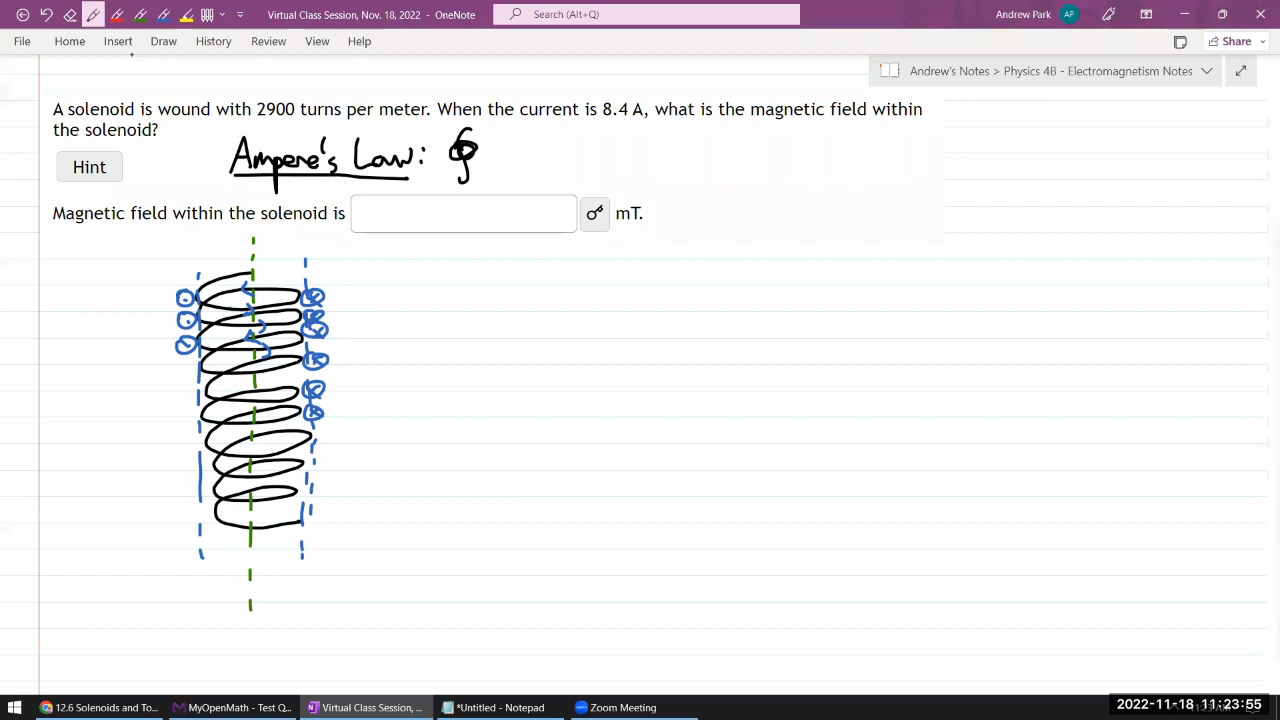 Virtual Class Session, Nov. 18, 2022 - OneNote
Search (Alt+Q)
Andrew Park
AP
File Home Insert Draw History Review View Help
Share
Andrew's Notes > Physics 4B - Electromagnetism Notes
A solenoid is wound with 2900 turns per meter. When the current is 8.4 A, what is the magnetic field within
the solenoid?
Ampere's Law: ∮
Hint
Magnetic field within the solenoid is mT.
12.6 Solenoids and To...
MyOpenMath - Test Q...
Virtual Class Session, ...
*Untitled - Notepad
Zoom Meeting
2022-11-18 11:23:55